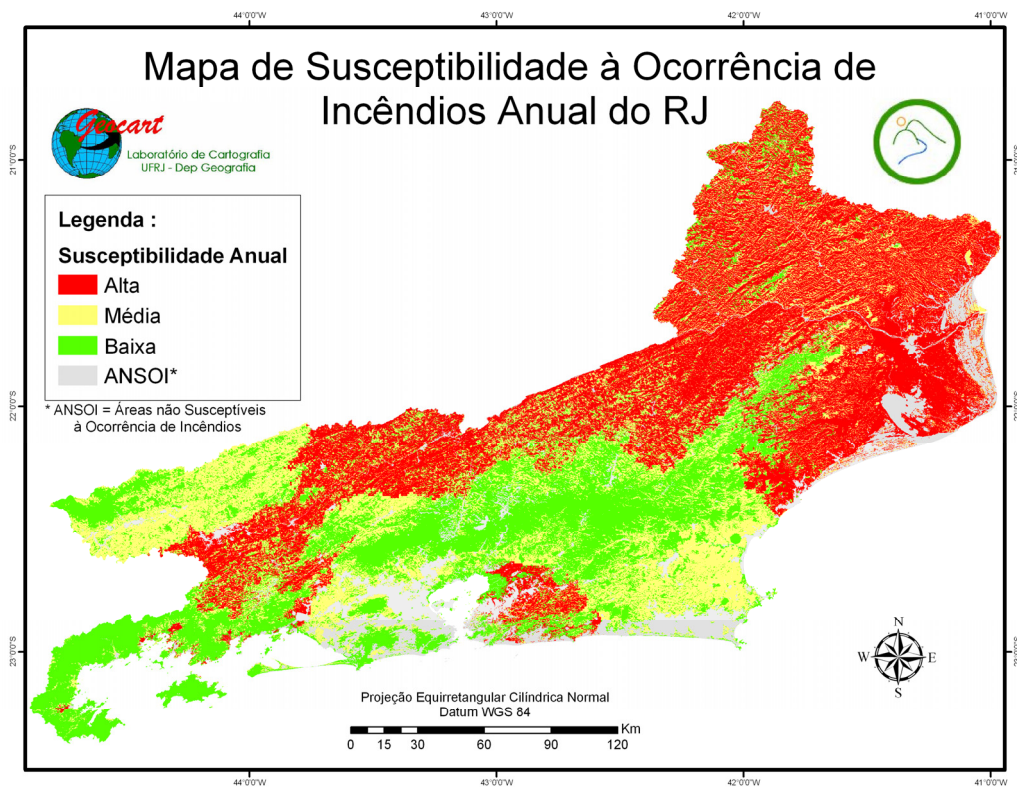 44°0'0"W 43°0'0"W 42°0'0"W 41°0'0"W
Mapa de Susceptibilidade à Ocorrência de
Incêndios Anual do RJ
Geocart
Laboratório de Cartografia
UFRJ - Dep Geografia
21°0'0"S
Legenda :
Susceptibilidade Anual
Alta
Média
Baixa
ANSOI*
* ANSOI = Áreas não Susceptíveis
à Ocorrência de Incêndios
22°0'0"S
23°0'0"S
N
W E
S
Projeção Equirretangular Cilíndrica Normal
Datum WGS 84
Km
0 15 30 60 90 120
44°0'0"W 43°0'0"W 42°0'0"W 41°0'0"W